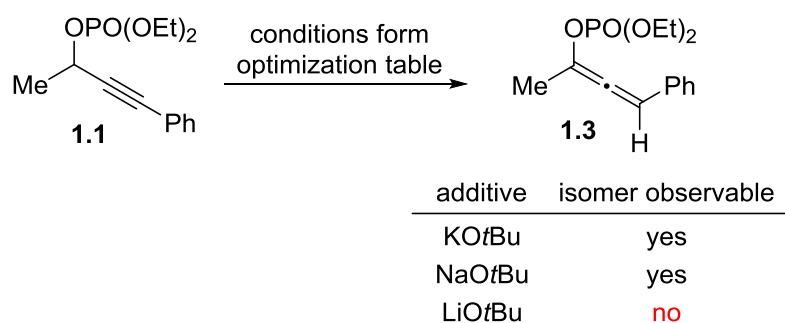 OPO(OEt)₂
conditions form
optimization table
OPO(OEt)₂
Me
Ph
1.1
Me
Ph
1.3
H
additive isomer observable
KOtBu yes
NaOtBu yes
LiOtBu no